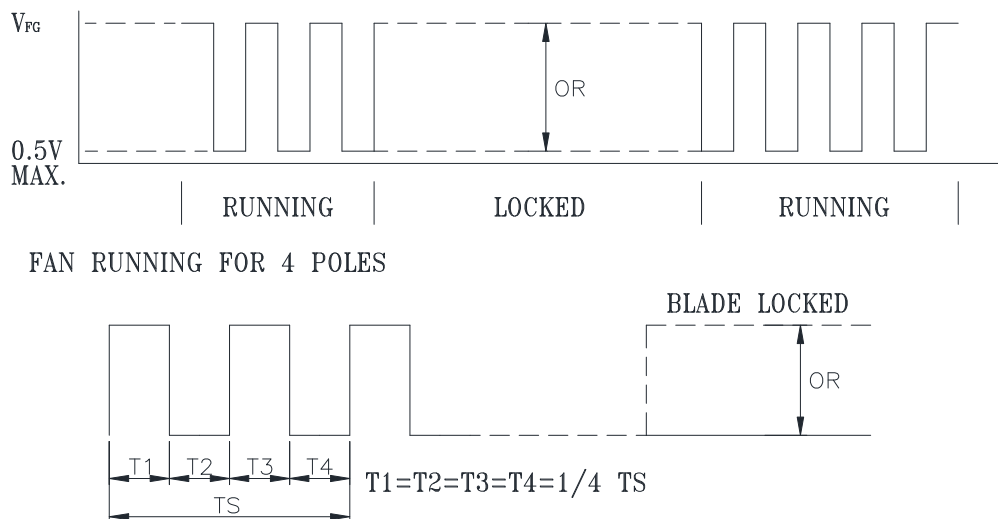 VFG
OR
0.5V
MAX.
RUNNING LOCKED RUNNING
FAN RUNNING FOR 4 POLES
BLADE LOCKED
OR
T1 T2 T3 T4
T1=T2=T3=T4=1/4 TS
TS